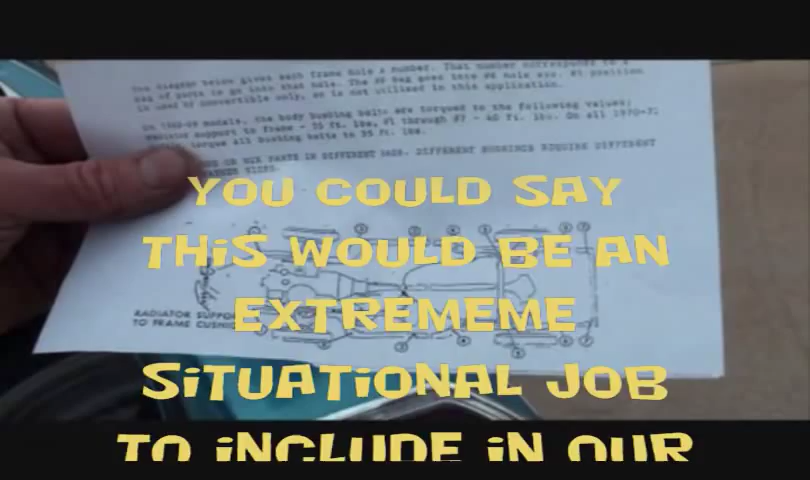 The diagram below gives each frame hole a number. That number corresponds to a
bag of parts to go into that hole. The #6 bag goes into #6 hole etc. #1 position
is used on convertible only, or is not utilized in this application.
models, the body bushing bolts are torqued to the following values:
Radiator support to frame - 35 ft. lbs, #1 through #7 - 40 ft. lbs. On all 1970-71
torque all bushing bolts to 35 ft. lbs.
OR MIX PARTS IN DIFFERENT BAGS. DIFFERENT BUSHINGS REQUIRE DIFFERENT
WASHER SIZES.
YOU COULD SAY
THIS WOULD BE AN
EXTREMEME
SITUATIONAL JOB
TO INCLUDE IN OUR
RADIATOR SUPPORT
TO FRAME CUSHION